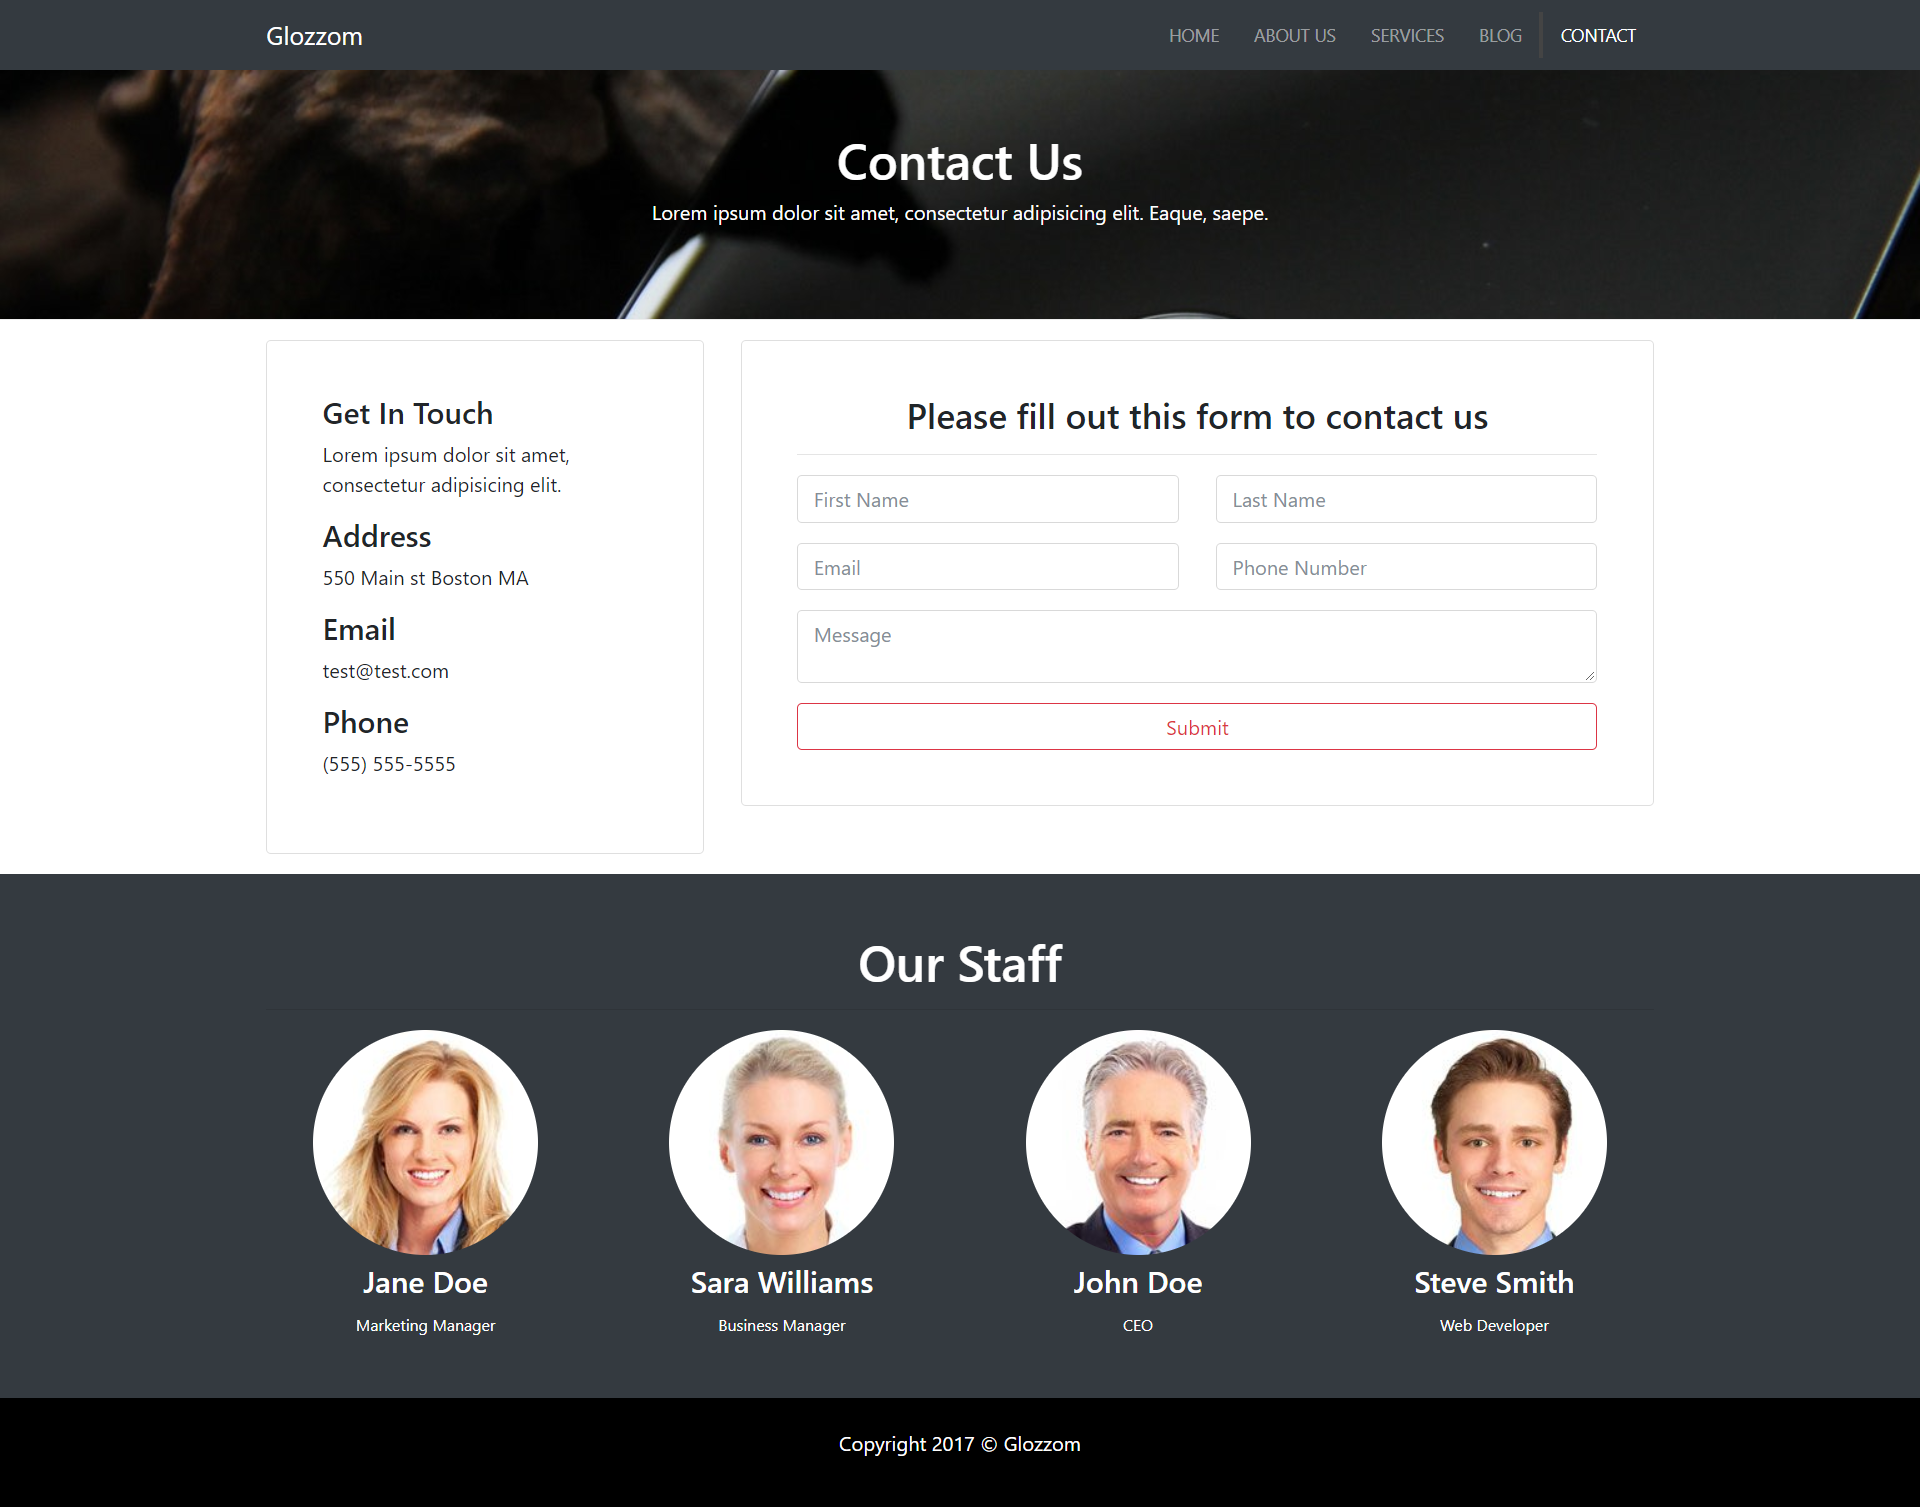 Glozzom
HOME
ABOUT US
SERVICES
BLOG
CONTACT
Contact Us
Lorem ipsum dolor sit amet, consectetur adipisicing elit. Eaque, saepe.
Get In Touch
Lorem ipsum dolor sit amet,
consectetur adipisicing elit.
Address
550 Main st Boston MA
Email
test@test.com
Phone
(555) 555-5555
Please fill out this form to contact us
First Name
Last Name
Email
Phone Number
Message
Submit
Our Staff
Jane Doe
Marketing Manager
Sara Williams
Business Manager
John Doe
CEO
Steve Smith
Web Developer
Copyright 2017 © Glozzom